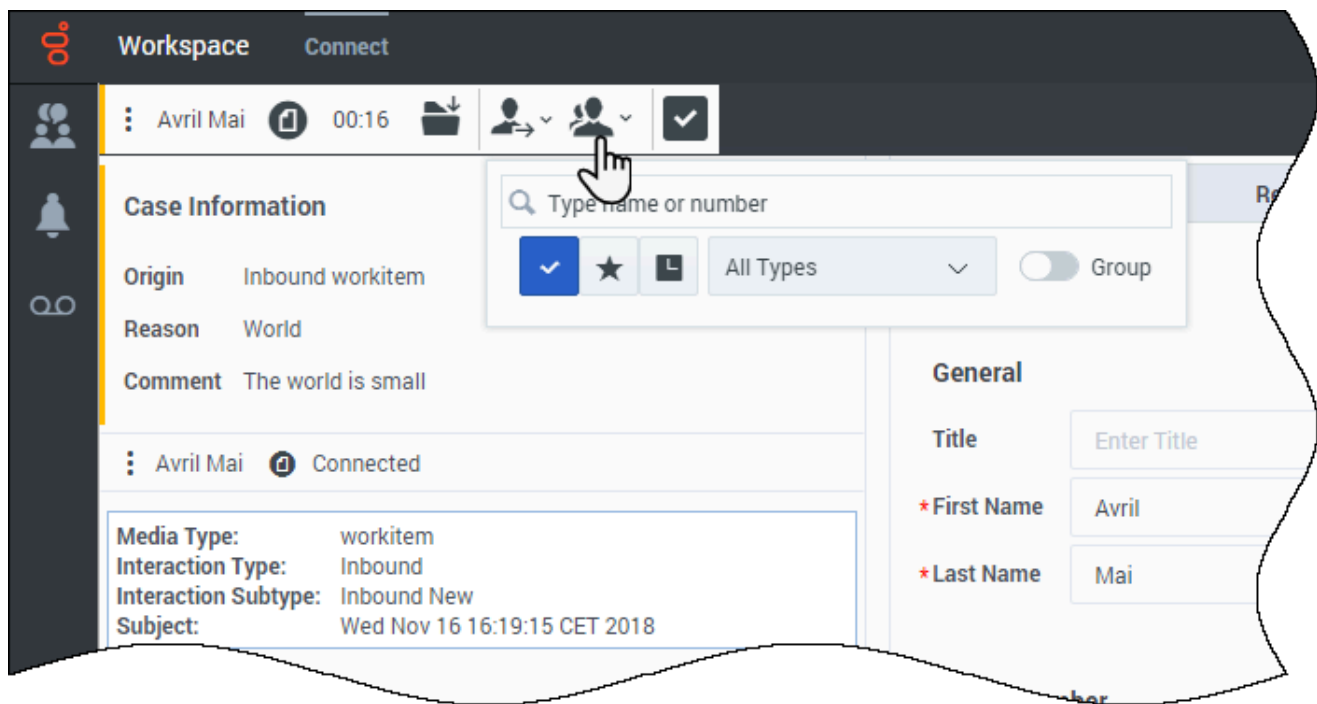 Workspace Connect
Avril Mai 00:16
Type name or number
All Types Group
Case Information
Origin Inbound workitem
Reason World
Comment The world is small
Avril Mai Connected
Media Type: workitem
Interaction Type: Inbound
Interaction Subtype: Inbound New
Subject: Wed Nov 16 16:19:15 CET 2018
General
Title Enter Title
*First Name Avril
*Last Name Mai